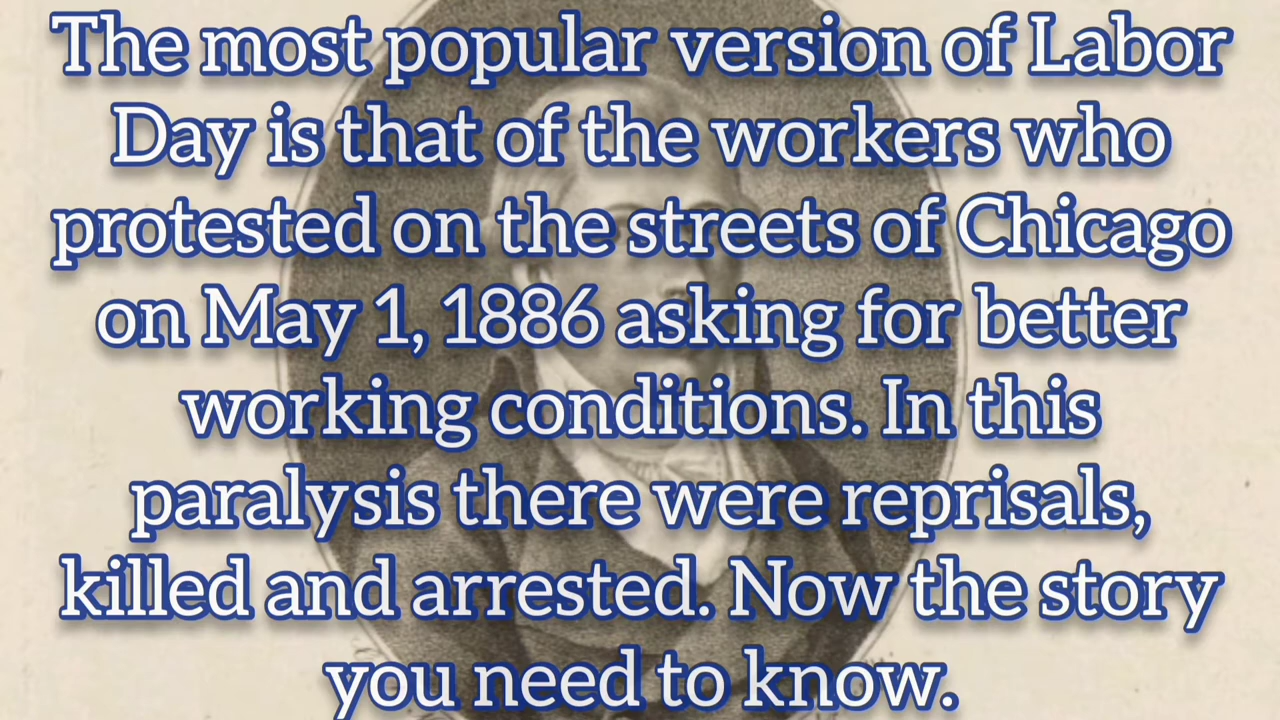 The most popular version of Labor
Day is that of the workers who
protested on the streets of Chicago
on May 1, 1886 asking for better
working conditions. In this
paralysis there were reprisals,
killed and arrested. Now the story
you need to know.